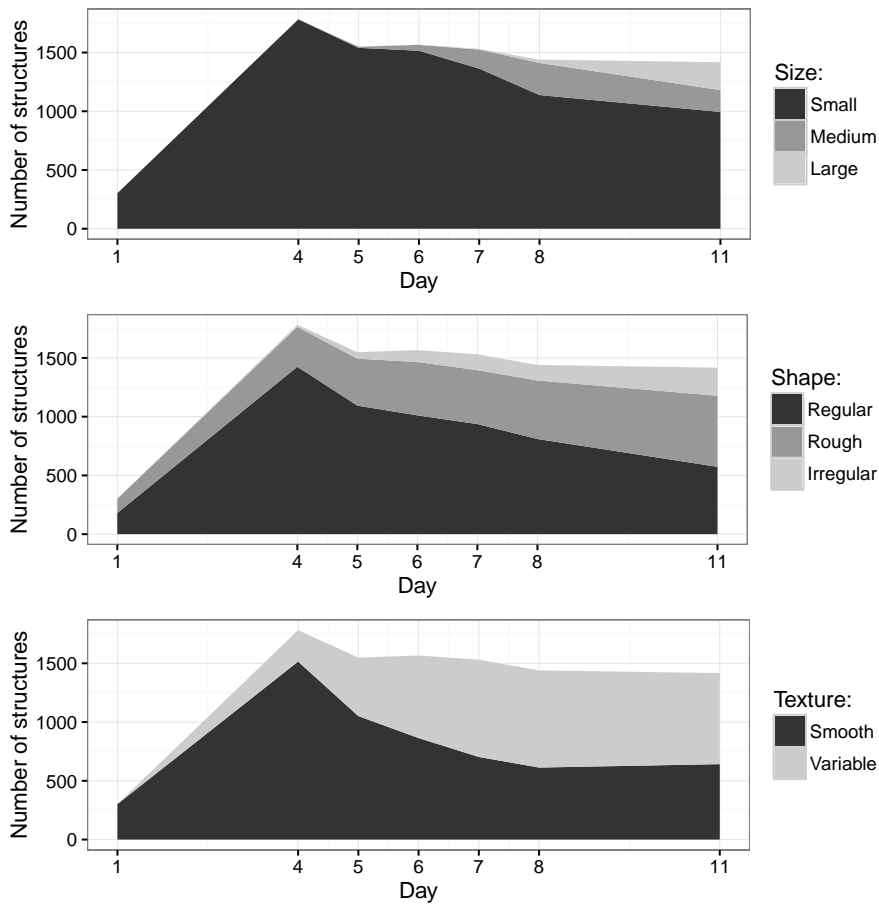 Number of structures
1500
1000
500
0
1 4 5 6 7 8 11
Day
Size:
Small
Medium
Large
Number of structures
1500
1000
500
0
1 4 5 6 7 8 11
Day
Shape:
Regular
Rough
Irregular
Number of structures
1500
1000
500
0
1 4 5 6 7 8 11
Day
Texture:
Smooth
Variable